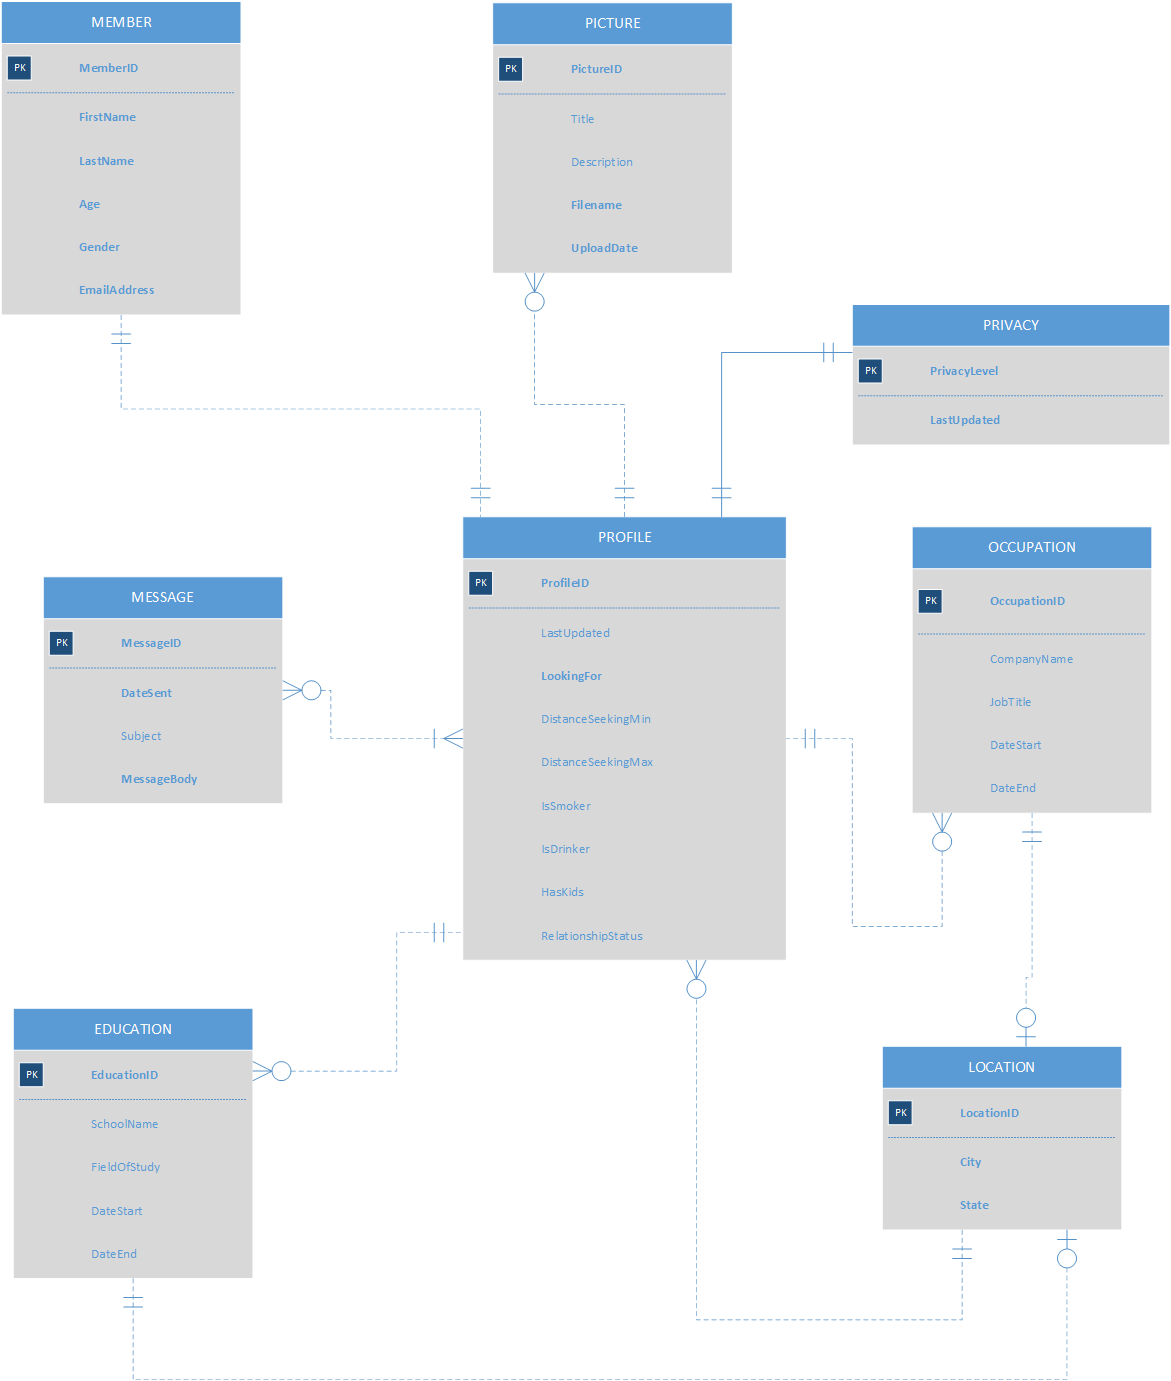 MEMBER
PK MemberID
FirstName
LastName
Age
Gender
EmailAddress
PICTURE
PK PictureID
Title
Description
Filename
UploadDate
PRIVACY
PK PrivacyLevel
LastUpdated
PROFILE
PK ProfileID
LastUpdated
LookingFor
DistanceSeekingMin
DistanceSeekingMax
IsSmoker
IsDrinker
HasKids
RelationshipStatus
OCCUPATION
PK OccupationID
CompanyName
JobTitle
DateStart
DateEnd
MESSAGE
PK MessageID
DateSent
Subject
MessageBody
EDUCATION
PK EducationID
SchoolName
FieldOfStudy
DateStart
DateEnd
LOCATION
PK LocationID
City
State